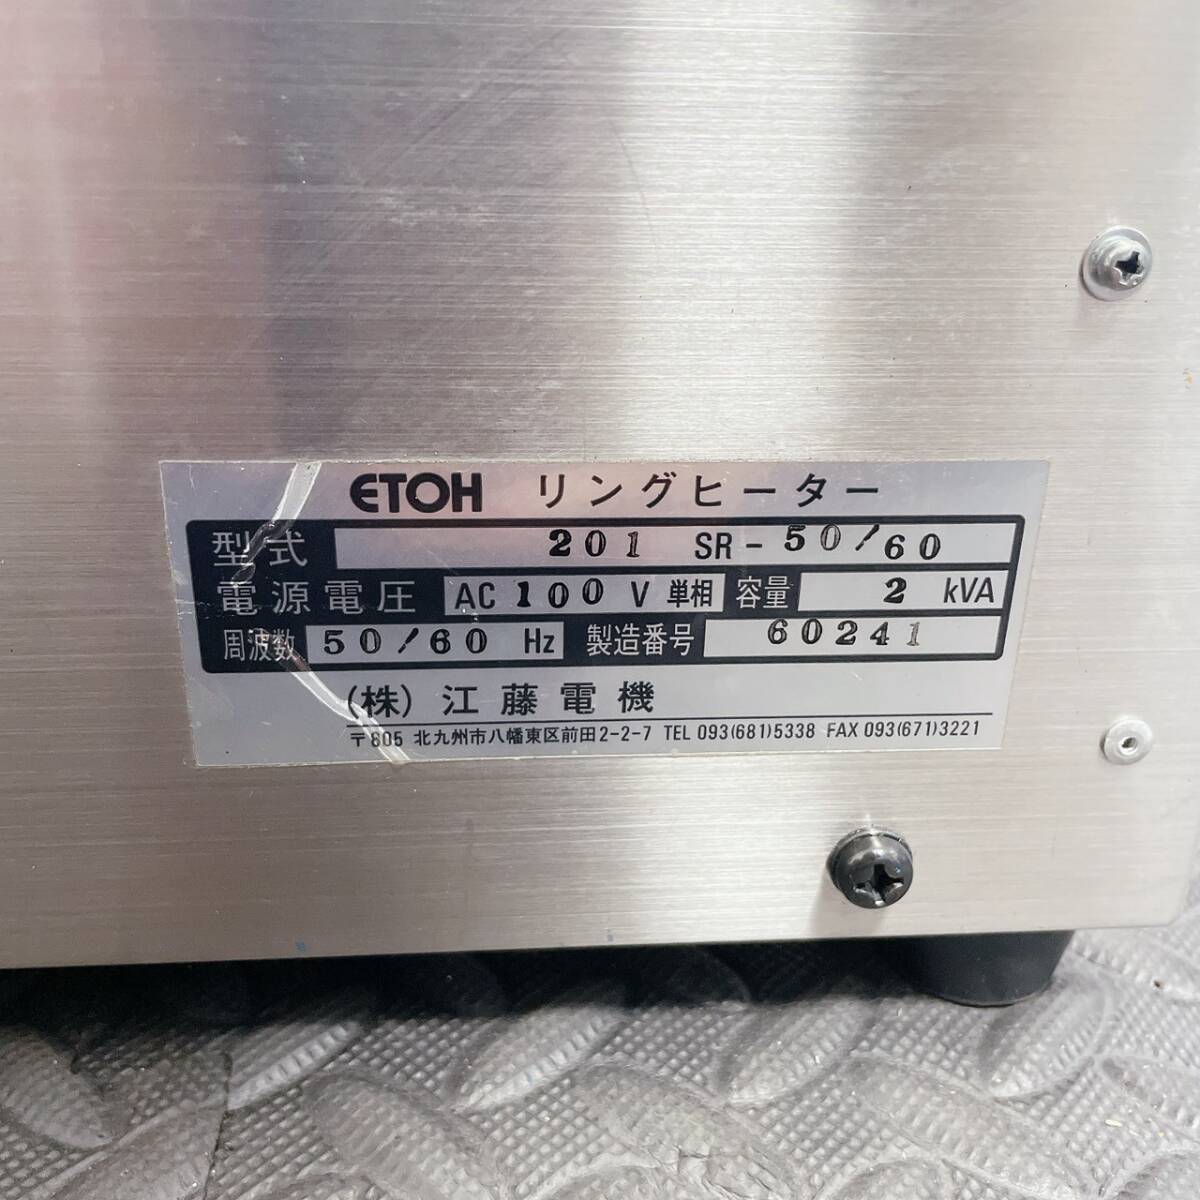 ETOH リングヒーター
型式 201 SR-50/60
電源電圧 AC 100 V 単相 容量 2 kVA
周波数 50/60 Hz 製造番号 60241
(株) 江藤電機
〒805 北九州市八幡東区前田2-2-7 TEL 093(681)5338 FAX 093(671)3221